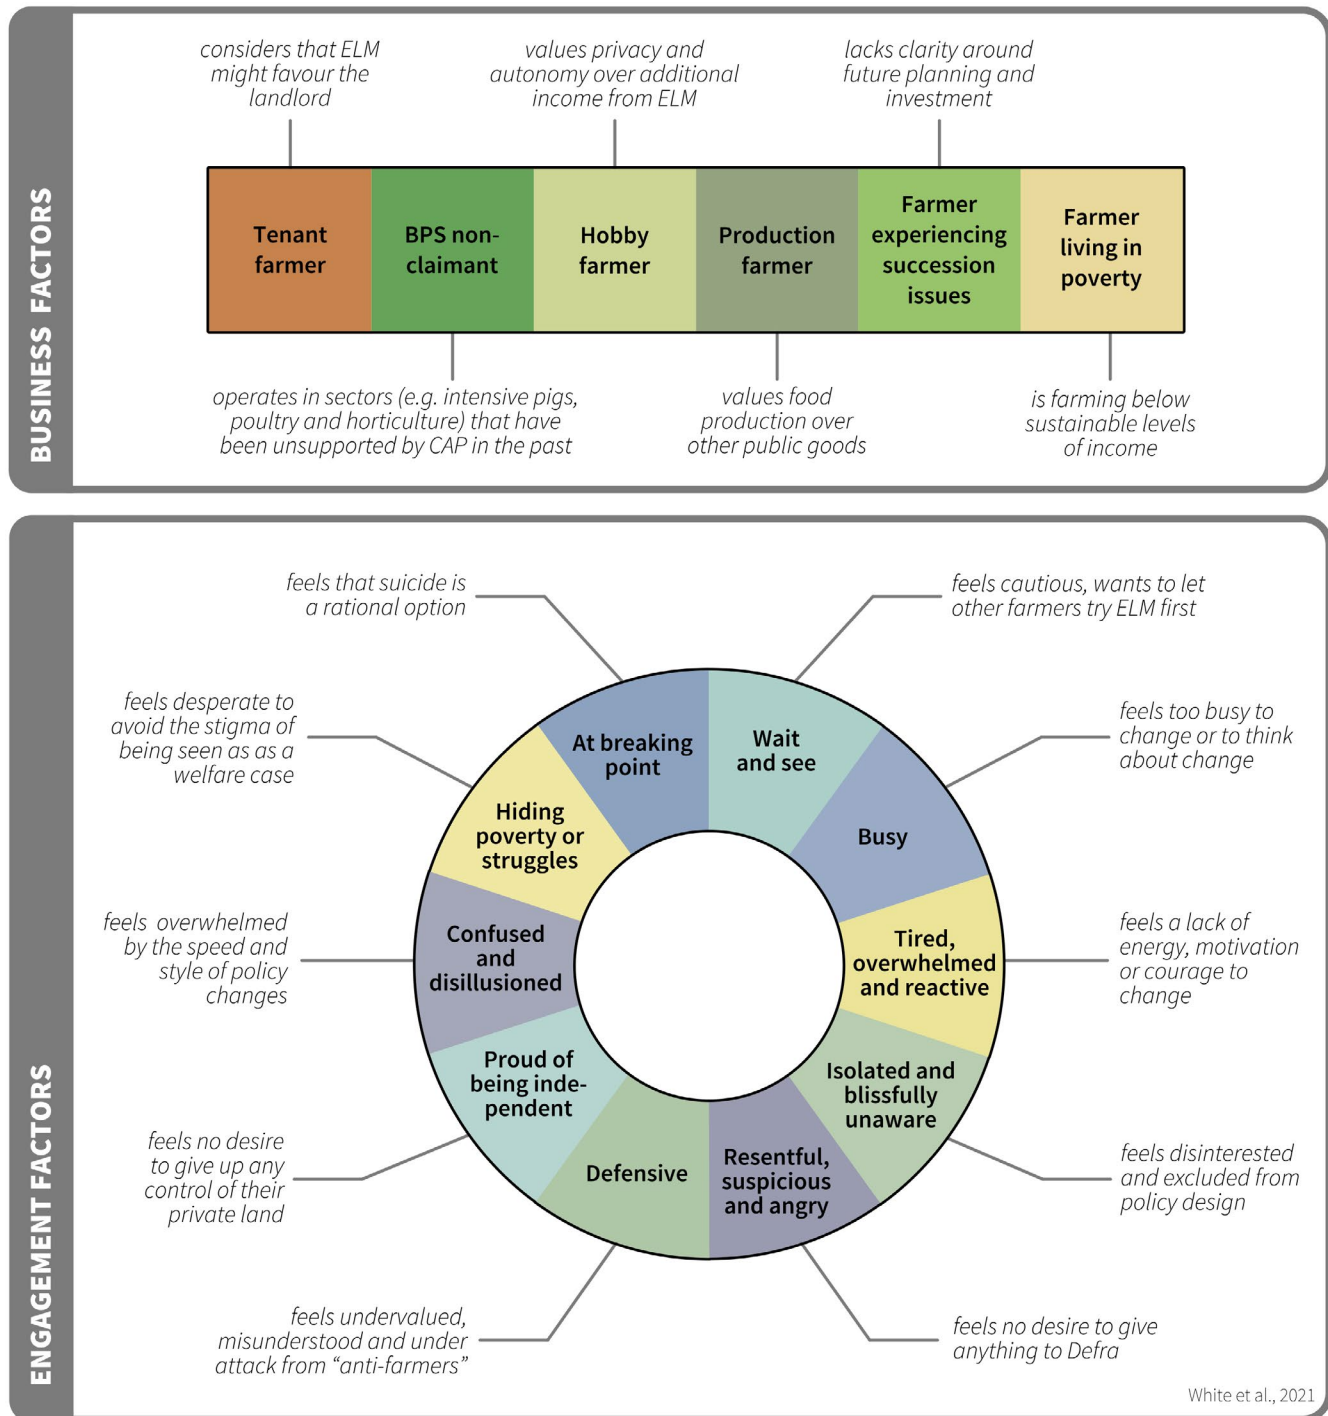 BUSINESS FACTORS
considers that ELM
might favour the
landlord
values privacy and
autonomy over additional
income from ELM
lacks clarity around
future planning and
investment
Tenant
farmer
BPS non-
claimant
Hobby
farmer
Production
farmer
Farmer
experiencing
succession
issues
Farmer
living in
poverty
operates in sectors (e.g. intensive pigs,
poultry and horticulture) that have
been unsupported by CAP in the past
values food
production over
other public goods
is farming below
sustainable levels
of income
ENGAGEMENT FACTORS
feels that suicide is
a rational option
feels cautious, wants to let
other farmers try ELM first
feels desperate to
avoid the stigma of
being seen as as a
welfare case
feels too busy to
change or to think
about change
At breaking
point
Wait
and see
Hiding
poverty or
struggles
Busy
feels overwhelmed
by the speed and
style of policy
changes
Confused
and
disillusioned
Tired,
overwhelmed
and reactive
feels a lack of
energy, motivation
or courage to
change
Proud of
being inde-
pendent
Isolated and
blissfully
unaware
Defensive
Resentful,
suspicious
and angry
feels no desire
to give up any
control of their
private land
feels disinterested
and excluded from
policy design
feels undervalued,
misunderstood and under
attack from “anti-farmers”
feels no desire to give
anything to Defra
White et al., 2021